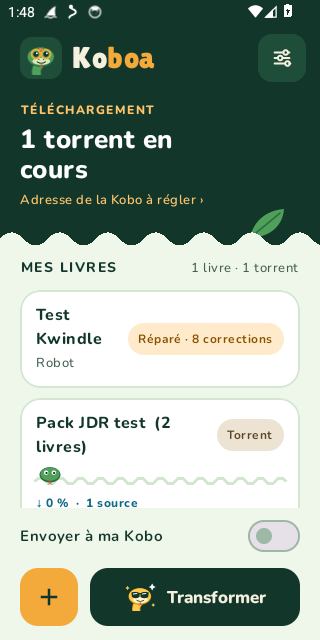 1:48
Koboa
TÉLÉCHARGEMENT
1 torrent en
cours
Adresse de la Kobo à régler ›
MES LIVRES
1 livre · 1 torrent
Test
Kwindle
Robot
Réparé · 8 corrections
Pack JDR test (2
livres)
Torrent
↓ 0 % · 1 source
Envoyer à ma Kobo
+
Transformer